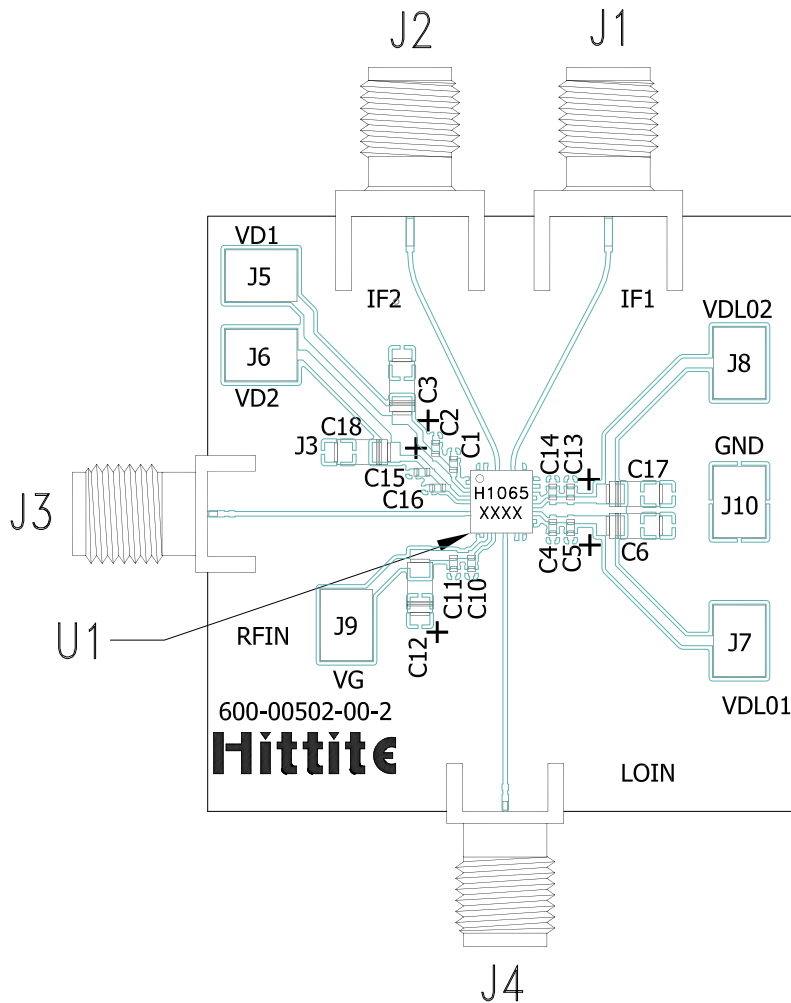 J2
J1
VD1
J5
IF2
IF1
VDL02
J6
J8
VD2
C3
+
C2
C18
J3
+
C1
C14
C13
+
GND
C15
C16
H1065
XXXX
C17
J10
J3
C4
C5
+
C6
C11
C10
U1
RFIN
J9
C12
+
J7
VG
VDL01
600-00502-00-2
Hittite
LOIN
J4